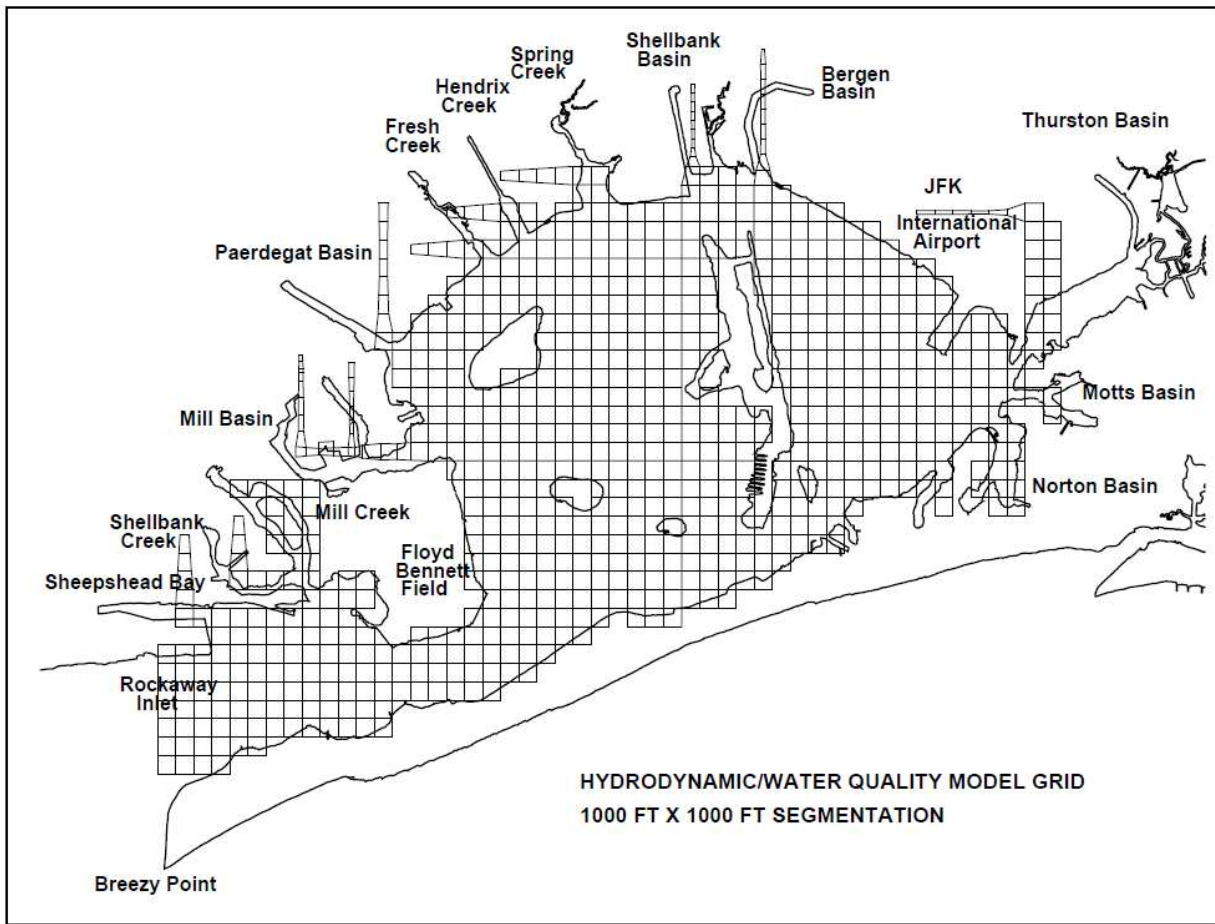 Spring
Creek
Shellbank
Basin
Bergen
Basin
Hendrix
Creek
Fresh
Creek
Thurston Basin
JFK
International
Airport
Paerdegat Basin
Motts Basin
Mill Basin
Norton Basin
Mill Creek
Shellbank
Creek
Floyd
Bennett
Field
Sheepshead Bay
Rockaway
Inlet
HYDRODYNAMIC/WATER QUALITY MODEL GRID
1000 FT X 1000 FT SEGMENTATION
Breezy Point